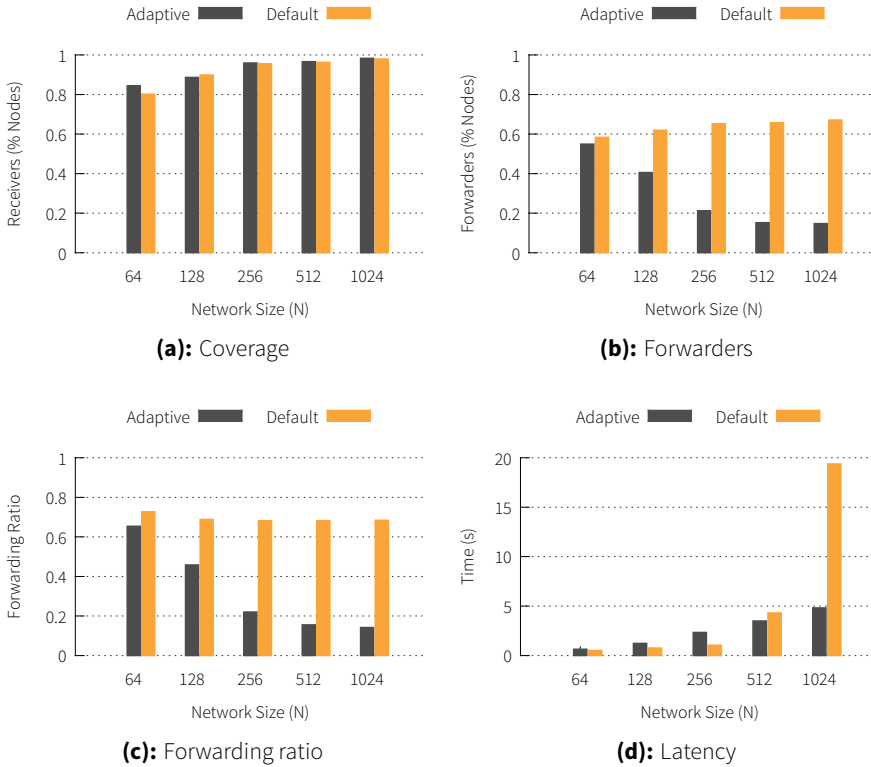 Adaptive Default
1
0.8
0.6
0.4
0.2
0
Receivers (% Nodes)
64 128 256 512 1024
Network Size (N)
(a): Coverage
Adaptive Default
1
0.8
0.6
0.4
0.2
0
Forwarders (% Nodes)
64 128 256 512 1024
Network Size (N)
(b): Forwarders
Adaptive Default
1
0.8
0.6
0.4
0.2
0
Forwarding Ratio
64 128 256 512 1024
Network Size (N)
(c): Forwarding ratio
Adaptive Default
20
15
10
5
0
Time (s)
64 128 256 512 1024
Network Size (N)
(d): Latency